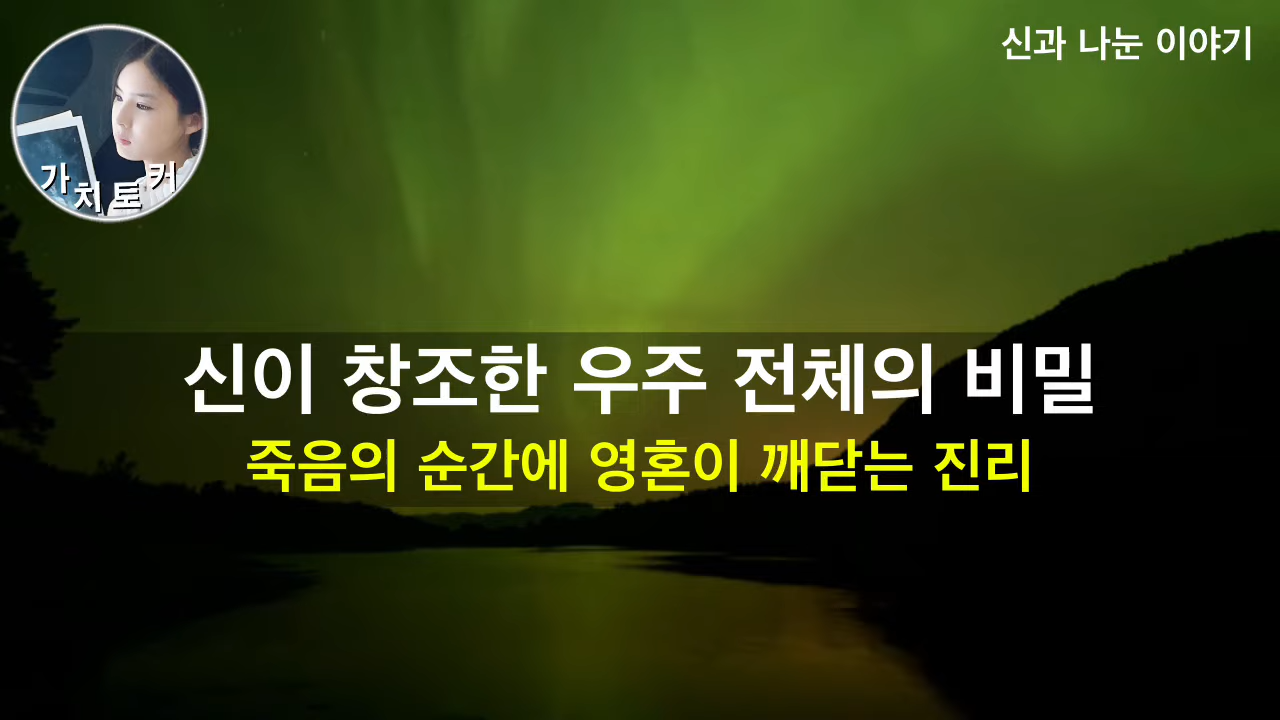 신과 나눈 이야기
가치토커
신이 창조한 우주 전체의 비밀
죽음의 순간에 영혼이 깨닫는 진리